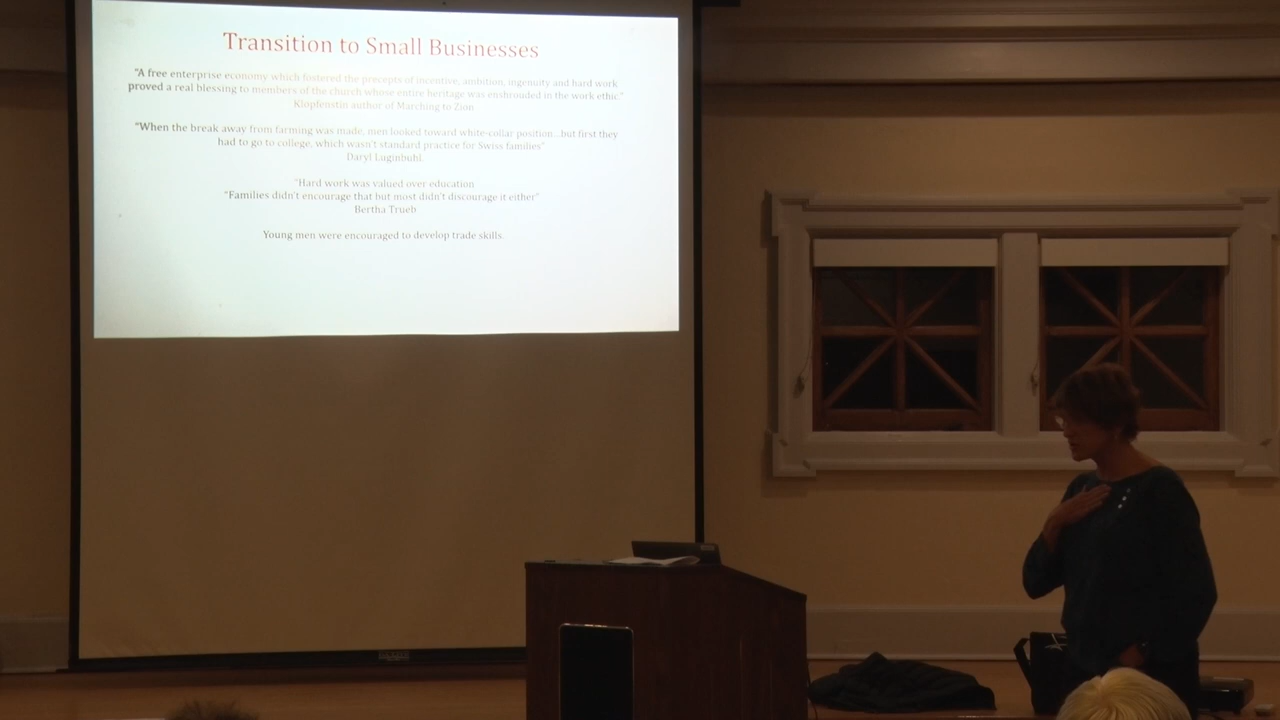 Transition to Small Businesses
"A free enterprise economy which fostered the precepts of incentive, ambition, ingenuity and hard work
proved a real blessing to members of the church whose entire heritage was enshrouded in the work ethic."
Klopfenstin author of Marching to Zion
"When the break away from farming was made, men looked toward white-collar position...but first they
had to go to college, which wasn't standard practice for Swiss families"
Daryl Luginbuhl
"Hard work was valued over education
"Families didn't encourage that but most didn't discourage it either"
Bertha Trueb
Young men were encouraged to develop trade skills.